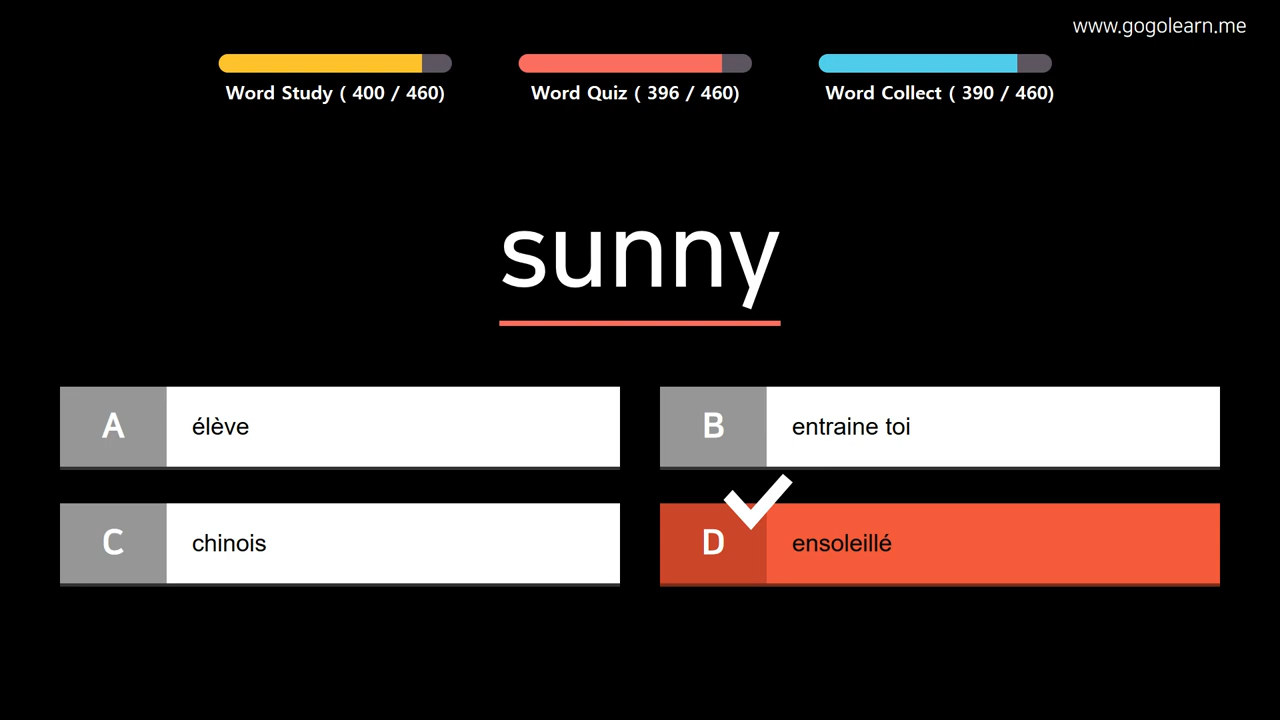 www.gogolearn.me
Word Study ( 400 / 460)
Word Quiz ( 396 / 460)
Word Collect ( 390 / 460)
sunny
A élève
B entraine toi
C chinois
D ensoleillé